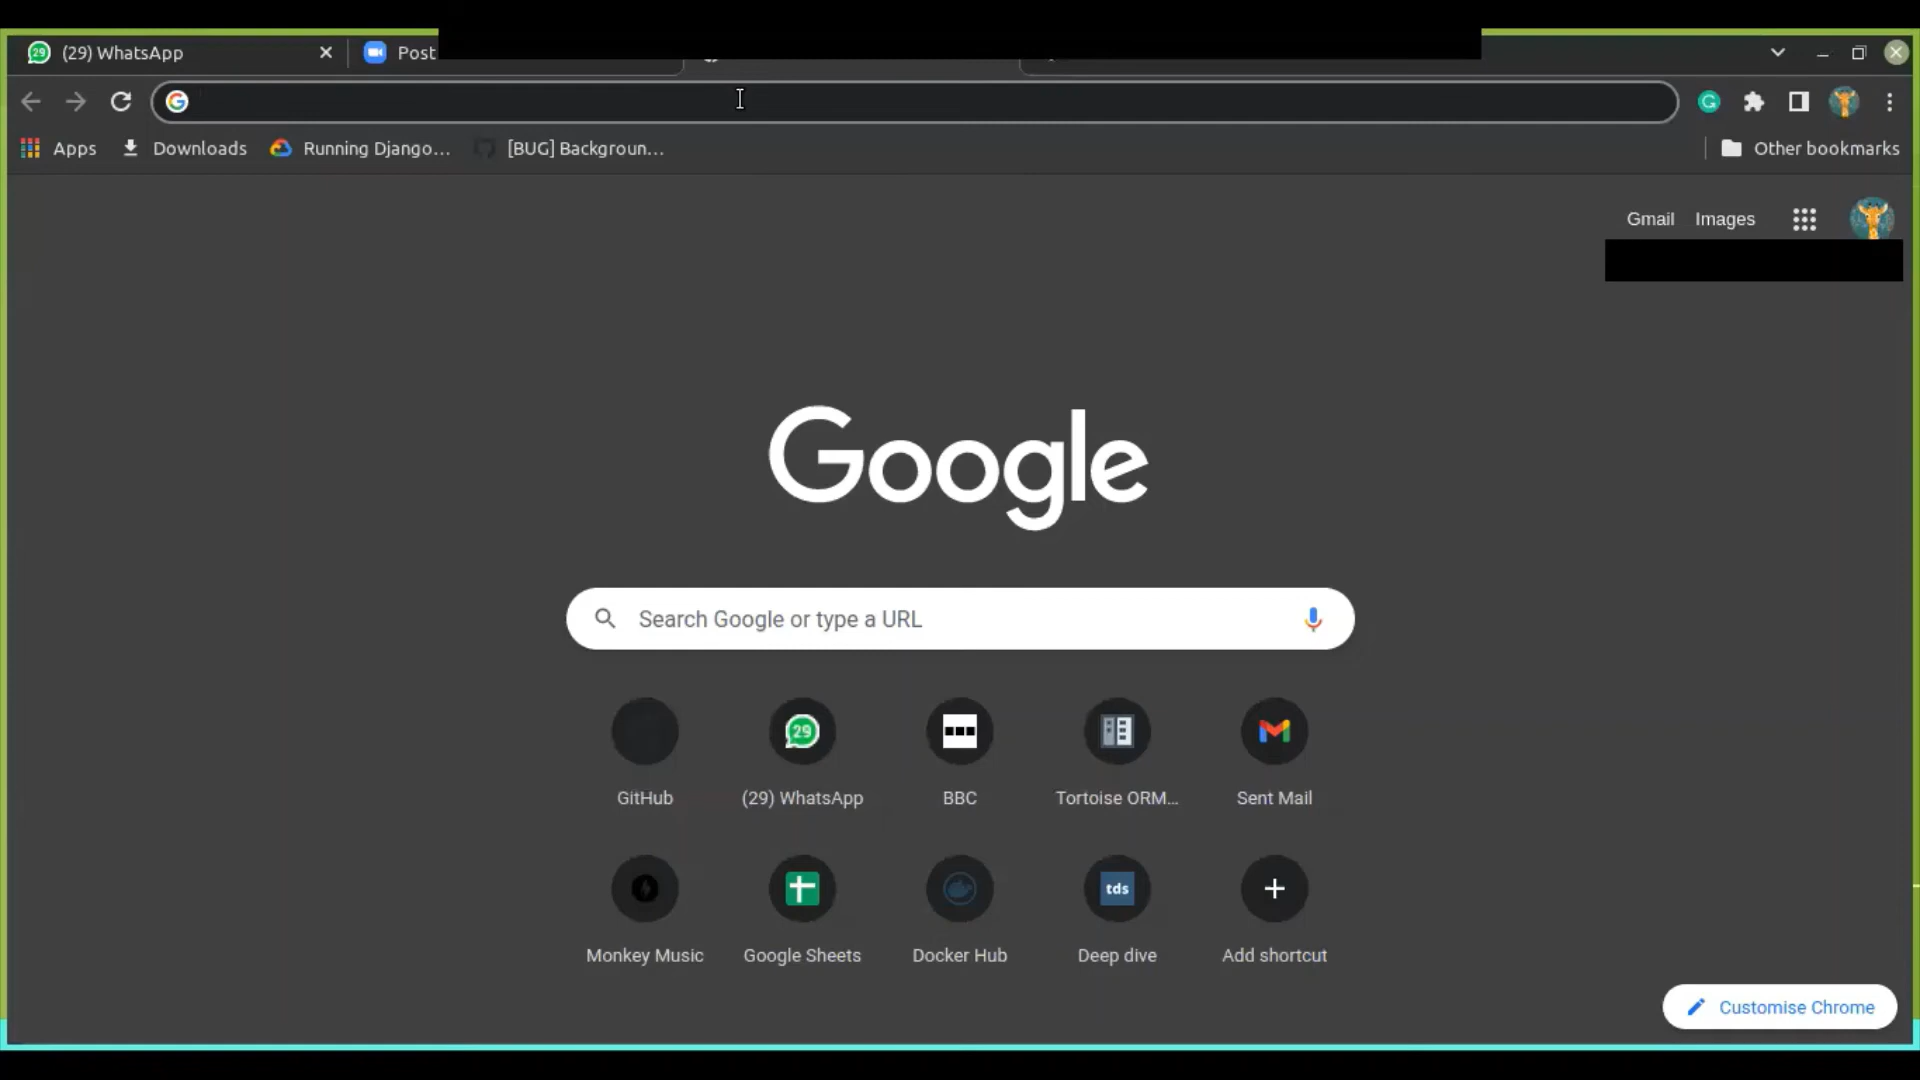 (29) WhatsApp
Post
Apps
Downloads
Running Django...
[BUG] Backgroun...
Other bookmarks
Gmail
Images
Google
Search Google or type a URL
29
GitHub
(29) WhatsApp
BBC
Tortoise ORM...
Sent Mail
tds
Monkey Music
Google Sheets
Docker Hub
Deep dive
Add shortcut
Customise Chrome